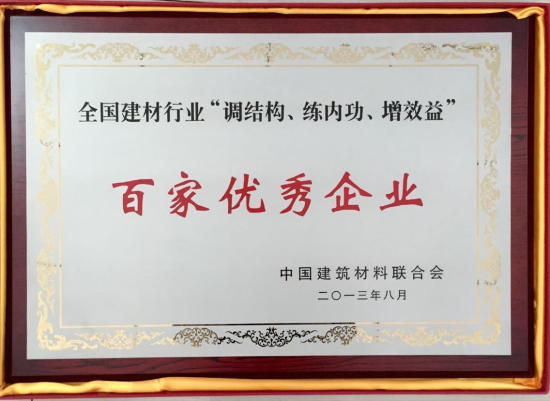 全国建材行业“调结构、练内功、增效益”
百家优秀企业
中国建筑材料联合会
二〇一三年八月